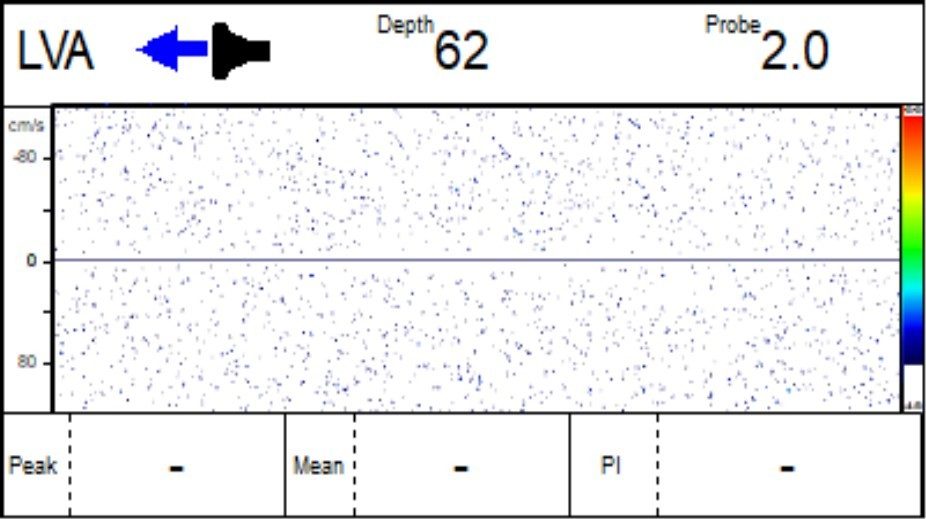 LVA Depth 62 Probe 2.0
cm/s
-80
0
80
Peak - Mean - PI -